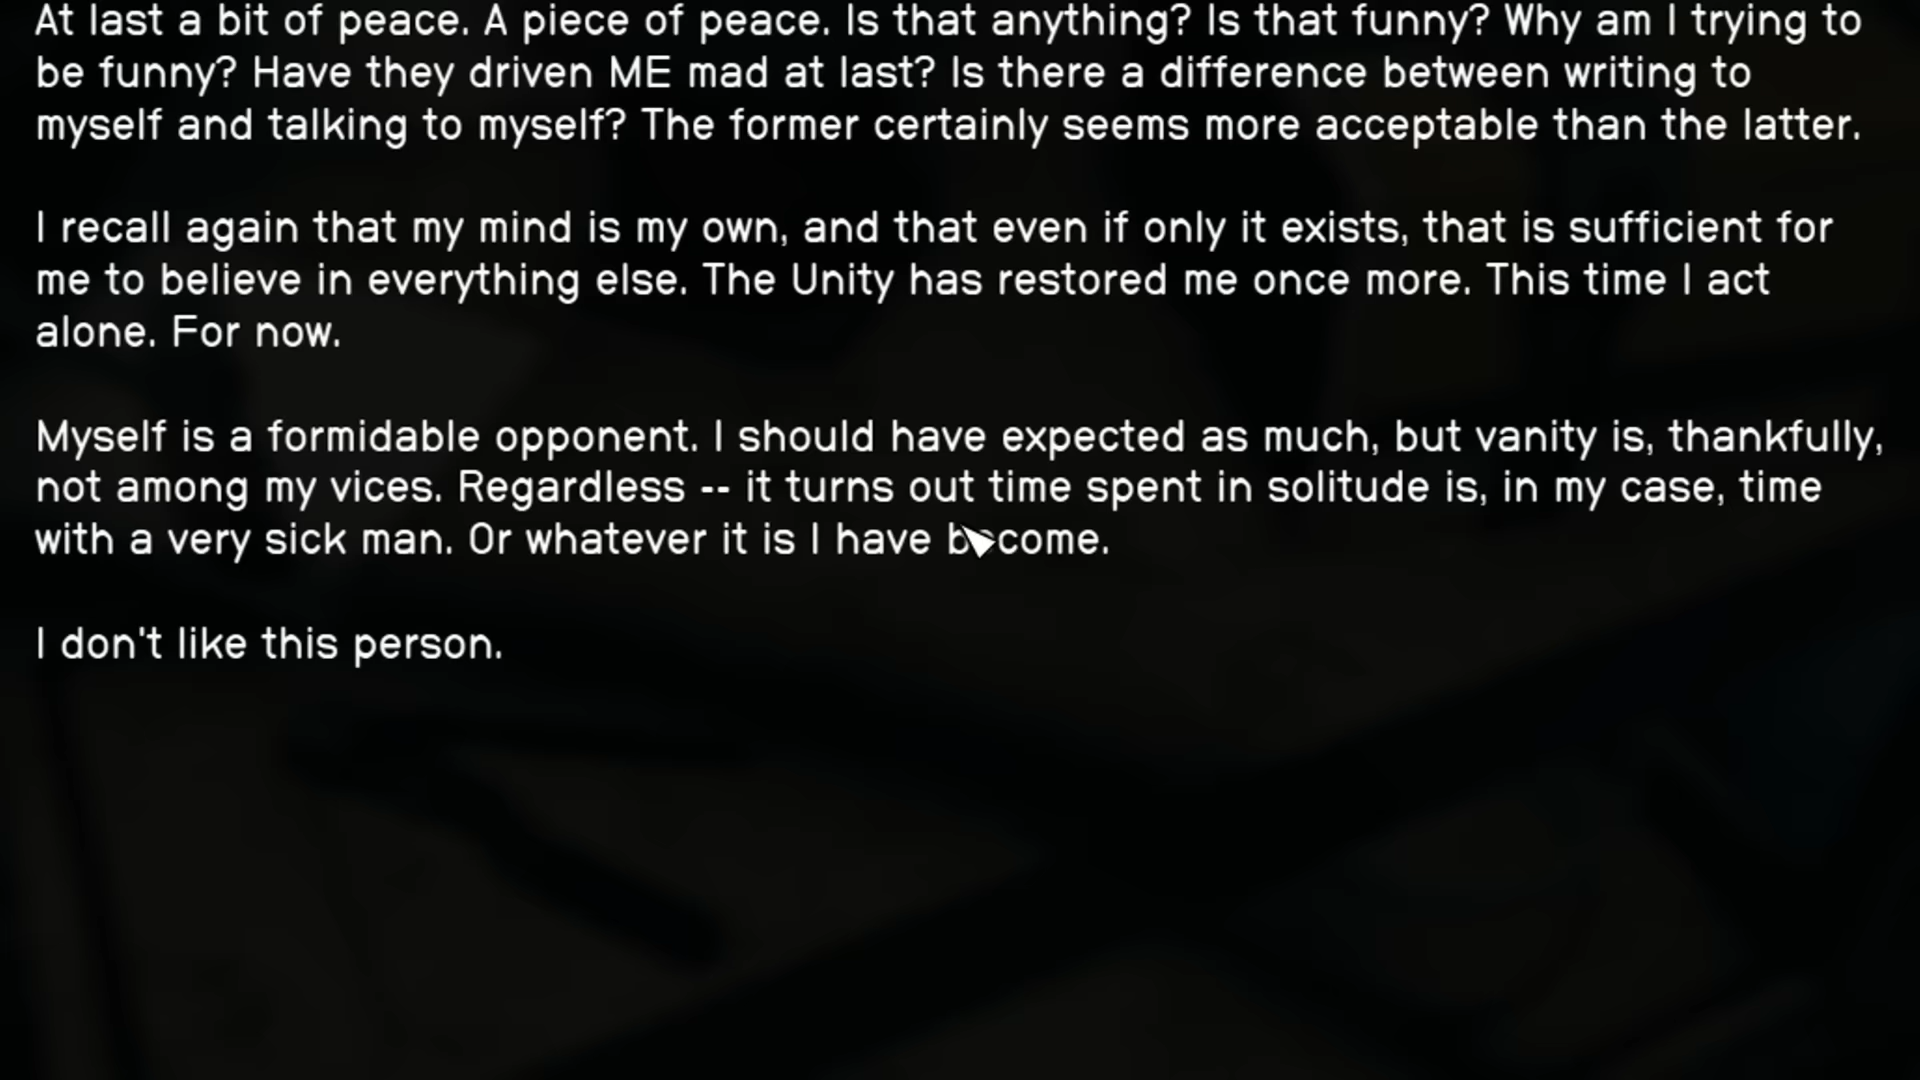 At last a bit of peace. A piece of peace. Is that anything? Is that funny? Why am I trying to
be funny? Have they driven ME mad at last? Is there a difference between writing to
myself and talking to myself? The former certainly seems more acceptable than the latter.
I recall again that my mind is my own, and that even if only it exists, that is sufficient for
me to believe in everything else. The Unity has restored me once more. This time I act
alone. For now.
Myself is a formidable opponent. I should have expected as much, but vanity is, thankfully,
not among my vices. Regardless -- it turns out time spent in solitude is, in my case, time
with a very sick man. Or whatever it is I have become.
I don't like this person.